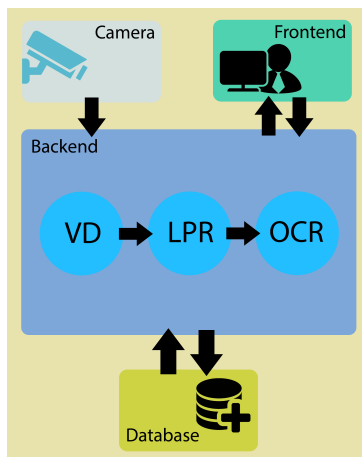 Camera
Frontend
Backend
VD
LPR
OCR
Database